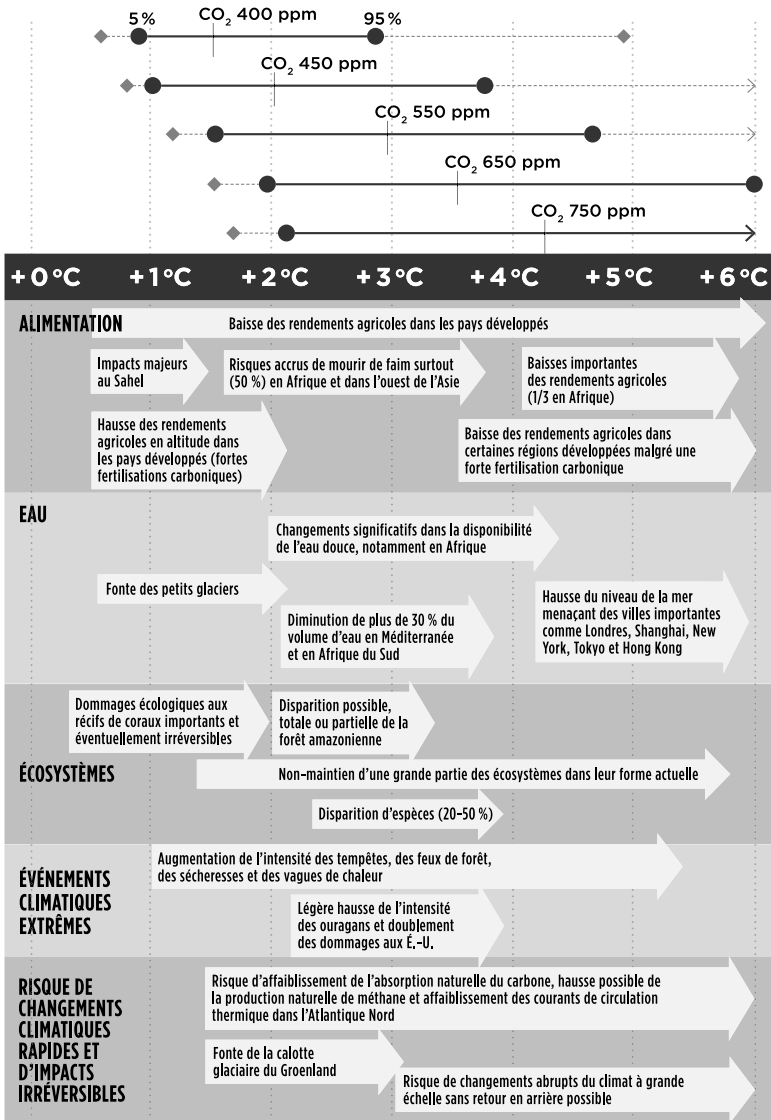 5 %
CO2 400 ppm
95 %
CO2 450 ppm
CO2 550 ppm
CO2 650 ppm
CO2 750 ppm
+ 0 °C + 1 °C + 2 °C + 3 °C + 4 °C + 5 °C + 6 °C
ALIMENTATION
Baisse des rendements agricoles dans les pays développés
Impacts majeurs
au Sahel
Risques accrus de mourir de faim surtout
(50 %) en Afrique et dans l'ouest de l'Asie
Baisses importantes
des rendements agricoles
(1/3 en Afrique)
Hausse des rendements
agricoles en altitude dans
les pays développés (fortes
fertilisations carboniques)
Baisse des rendements agricoles dans
certaines régions développées malgré une
forte fertilisation carbonique
EAU
Changements significatifs dans la disponibilité
de l'eau douce, notamment en Afrique
Fonte des petits glaciers
Diminution de plus de 30 % du
volume d'eau en Méditerranée
et en Afrique du Sud
Hausse du niveau de la mer
menaçant des villes importantes
comme Londres, Shanghai, New
York, Tokyo et Hong Kong
ÉCOSYSTÈMES
Dommages écologiques aux
récifs de coraux importants et
éventuellement irréversibles
Disparition possible,
totale ou partielle de la
forêt amazonienne
Non-maintien d'une grande partie des écosystèmes dans leur forme actuelle
Disparition d'espèces (20-50 %)
ÉVÉNEMENTS
CLIMATIQUES
EXTRÊMES
Augmentation de l'intensité des tempêtes, des feux de forêt,
des sécheresses et des vagues de chaleur
Légère hausse de l'intensité
des ouragans et doublement
des dommages aux É.-U.
RISQUE DE
CHANGEMENTS
CLIMATIQUES
RAPIDES ET
D'IMPACTS
IRRÉVERSIBLES
Risque d'affaiblissement de l'absorption naturelle du carbone, hausse possible de
la production naturelle de méthane et affaiblissement des courants de circulation
thermique dans l'Atlantique Nord
Fonte de la calotte
glaciaire du Groenland
Risque de changements abrupts du climat à grande
échelle sans retour en arrière possible